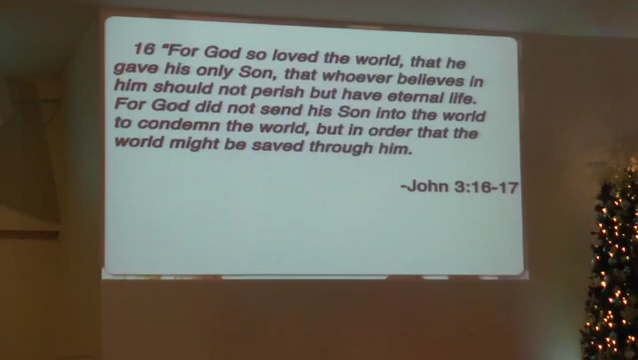 16 “For God so loved the world, that he
gave his only Son, that whoever believes in
him should not perish but have eternal life.
For God did not send his Son into the world
to condemn the world, but in order that the
world might be saved through him.
-John 3:16-17